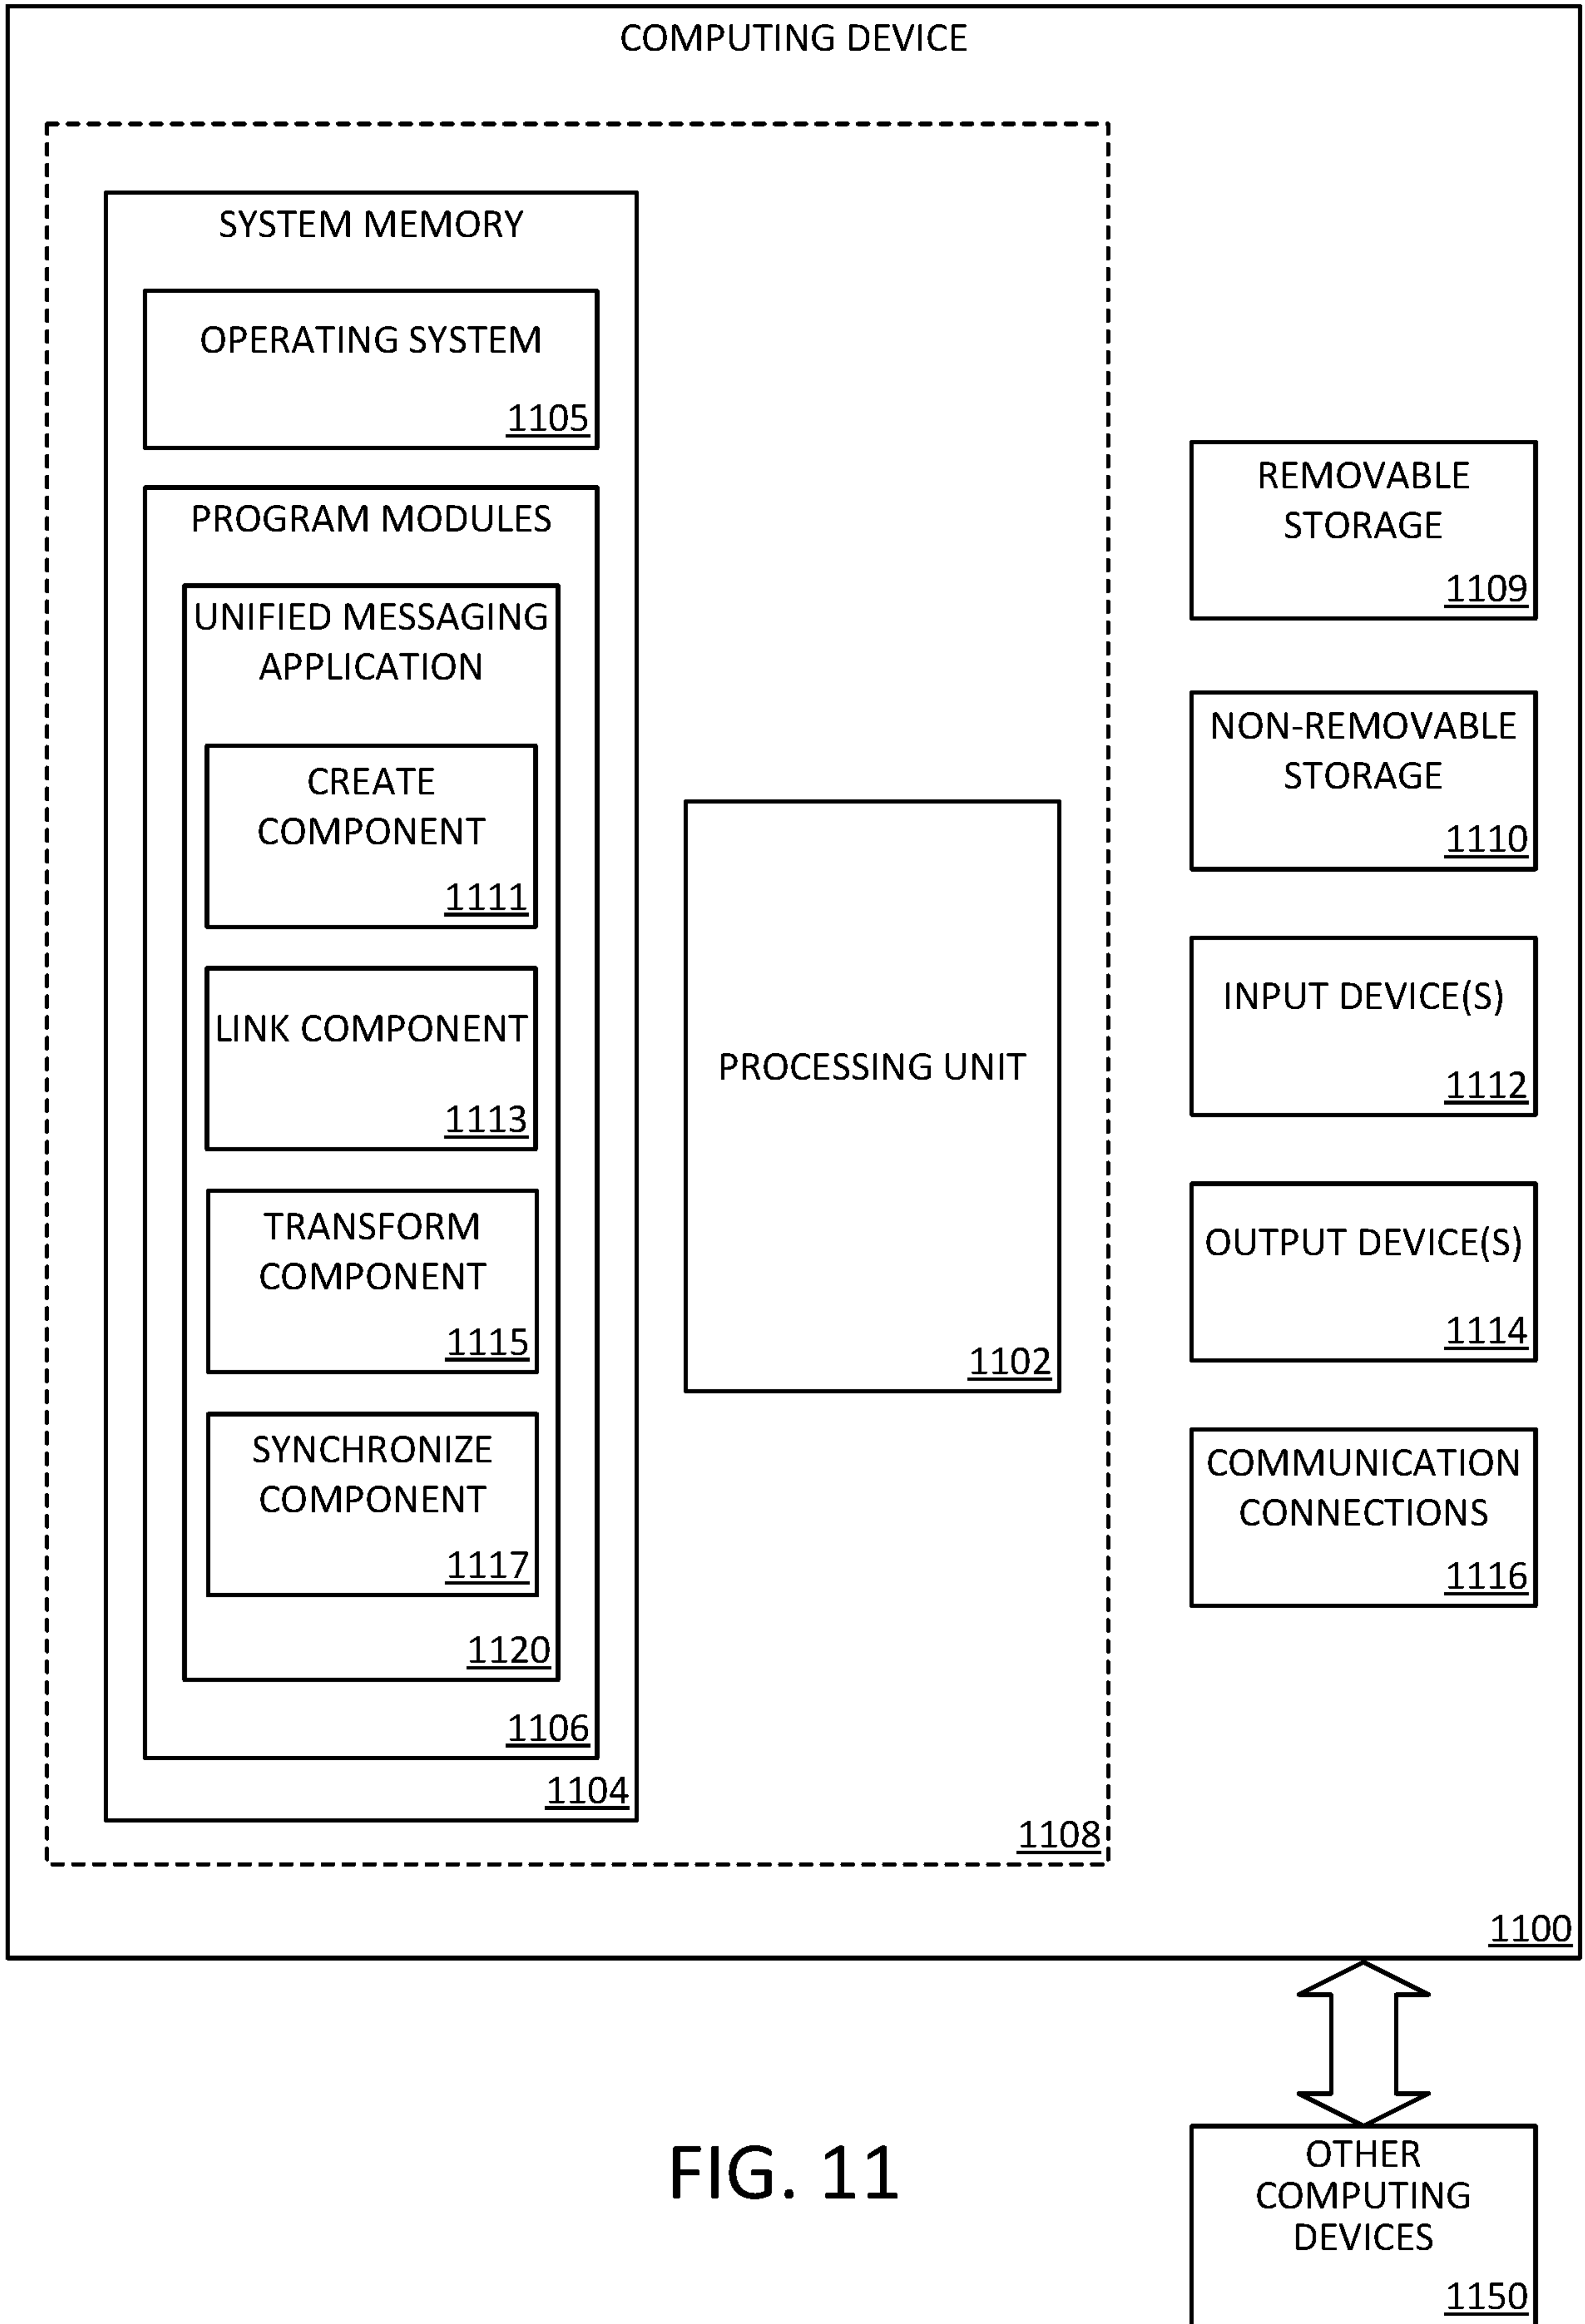 COMPUTING DEVICE
SYSTEM MEMORY
OPERATING SYSTEM
1105
PROGRAM MODULES
UNIFIED MESSAGING
APPLICATION
CREATE
COMPONENT
1111
LINK COMPONENT
1113
TRANSFORM
COMPONENT
1115
SYNCHRONIZE
COMPONENT
1117
1120
1106
1104
PROCESSING UNIT
1102
1108
REMOVABLE
STORAGE
1109
NON-REMOVABLE
STORAGE
1110
INPUT DEVICE(S)
1112
OUTPUT DEVICE(S)
1114
COMMUNICATION
CONNECTIONS
1116
1100
OTHER
COMPUTING
DEVICES
1150
FIG. 11